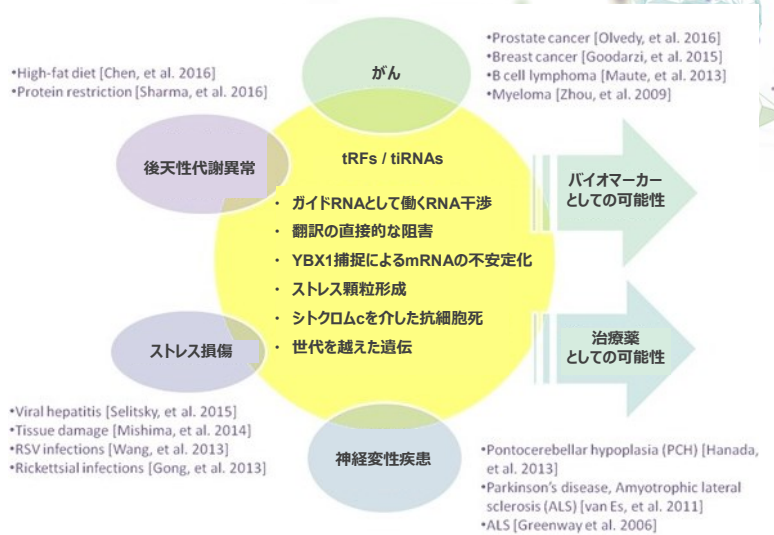 がん
•Prostate cancer [Olvedy, et al. 2016]
•Breast cancer [Goodarzi, et al. 2015]
•B cell lymphoma [Maute, et al. 2013]
•Myeloma [Zhou, et al. 2009]
•High-fat diet [Chen, et al. 2016]
•Protein restriction [Sharma, et al. 2016]
後天性代謝異常
tRFs / tiRNAs
・ ガイドRNAとして働くRNA干渉
・ 翻訳の直接的な阻害
・ YBX1捕捉によるmRNAの不安定化
・ ストレス顆粒形成
・ シトクロムcを介した抗細胞死
・ 世代を越えた遺伝
バイオマーカー
としての可能性
治療薬
としての可能性
ストレス損傷
•Viral hepatitis [Selitsky, et al. 2015]
•Tissue damage [Mishima, et al. 2014]
•RSV infections [Wang, et al. 2013]
•Rickettsial infections [Gong, et al. 2013]
神経変性疾患
•Pontocerebellar hypoplasia (PCH) [Hanada,
et al. 2013]
•Parkinson's disease, Amyotrophic lateral
sclerosis (ALS) [van Es, et al. 2011]
•ALS [Greenway et al. 2006]